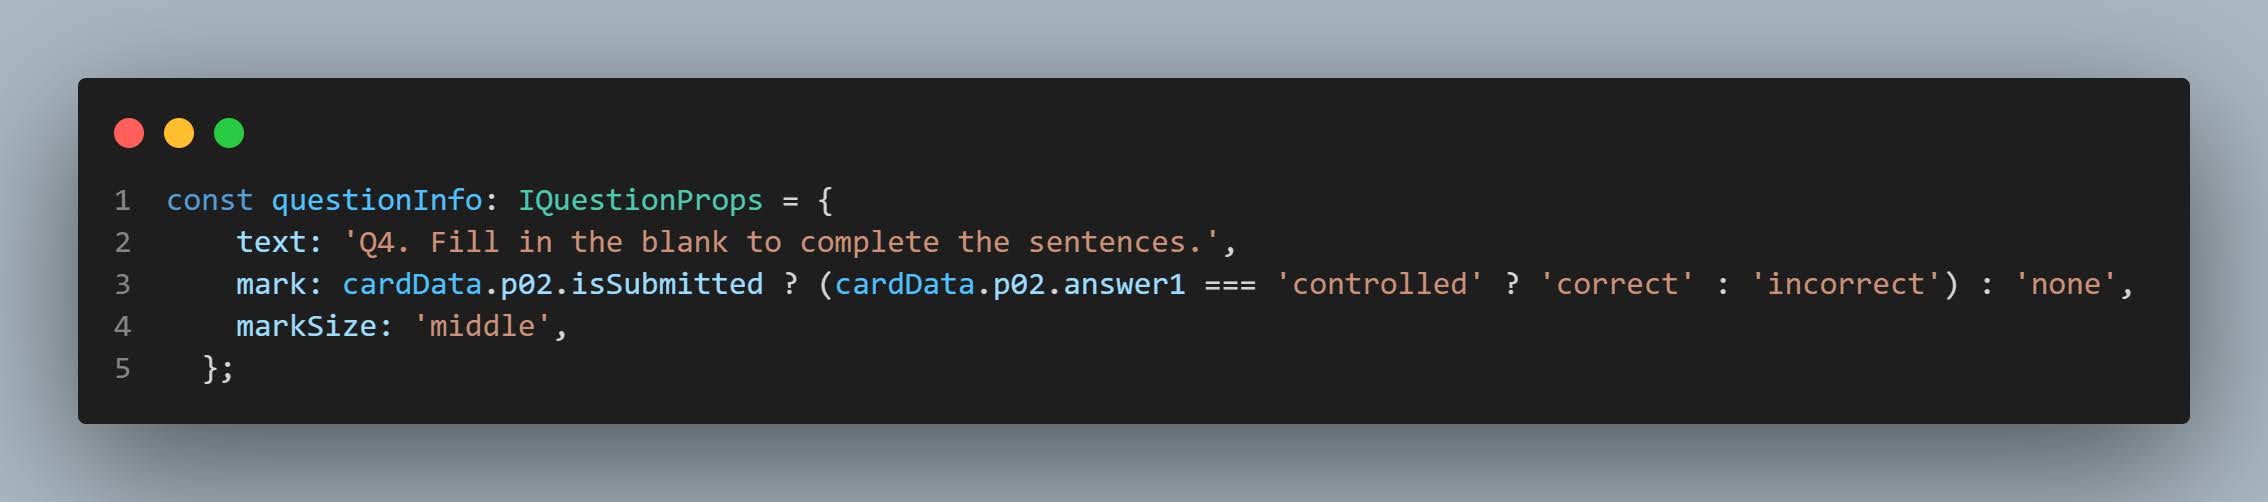 1 const questionInfo: IQuestionProps = {
2     text: 'Q4. Fill in the blank to complete the sentences.',
3     mark: cardData.p02.isSubmitted ? (cardData.p02.answer1 === 'controlled' ? 'correct' : 'incorrect') : 'none',
4     markSize: 'middle',
5   };